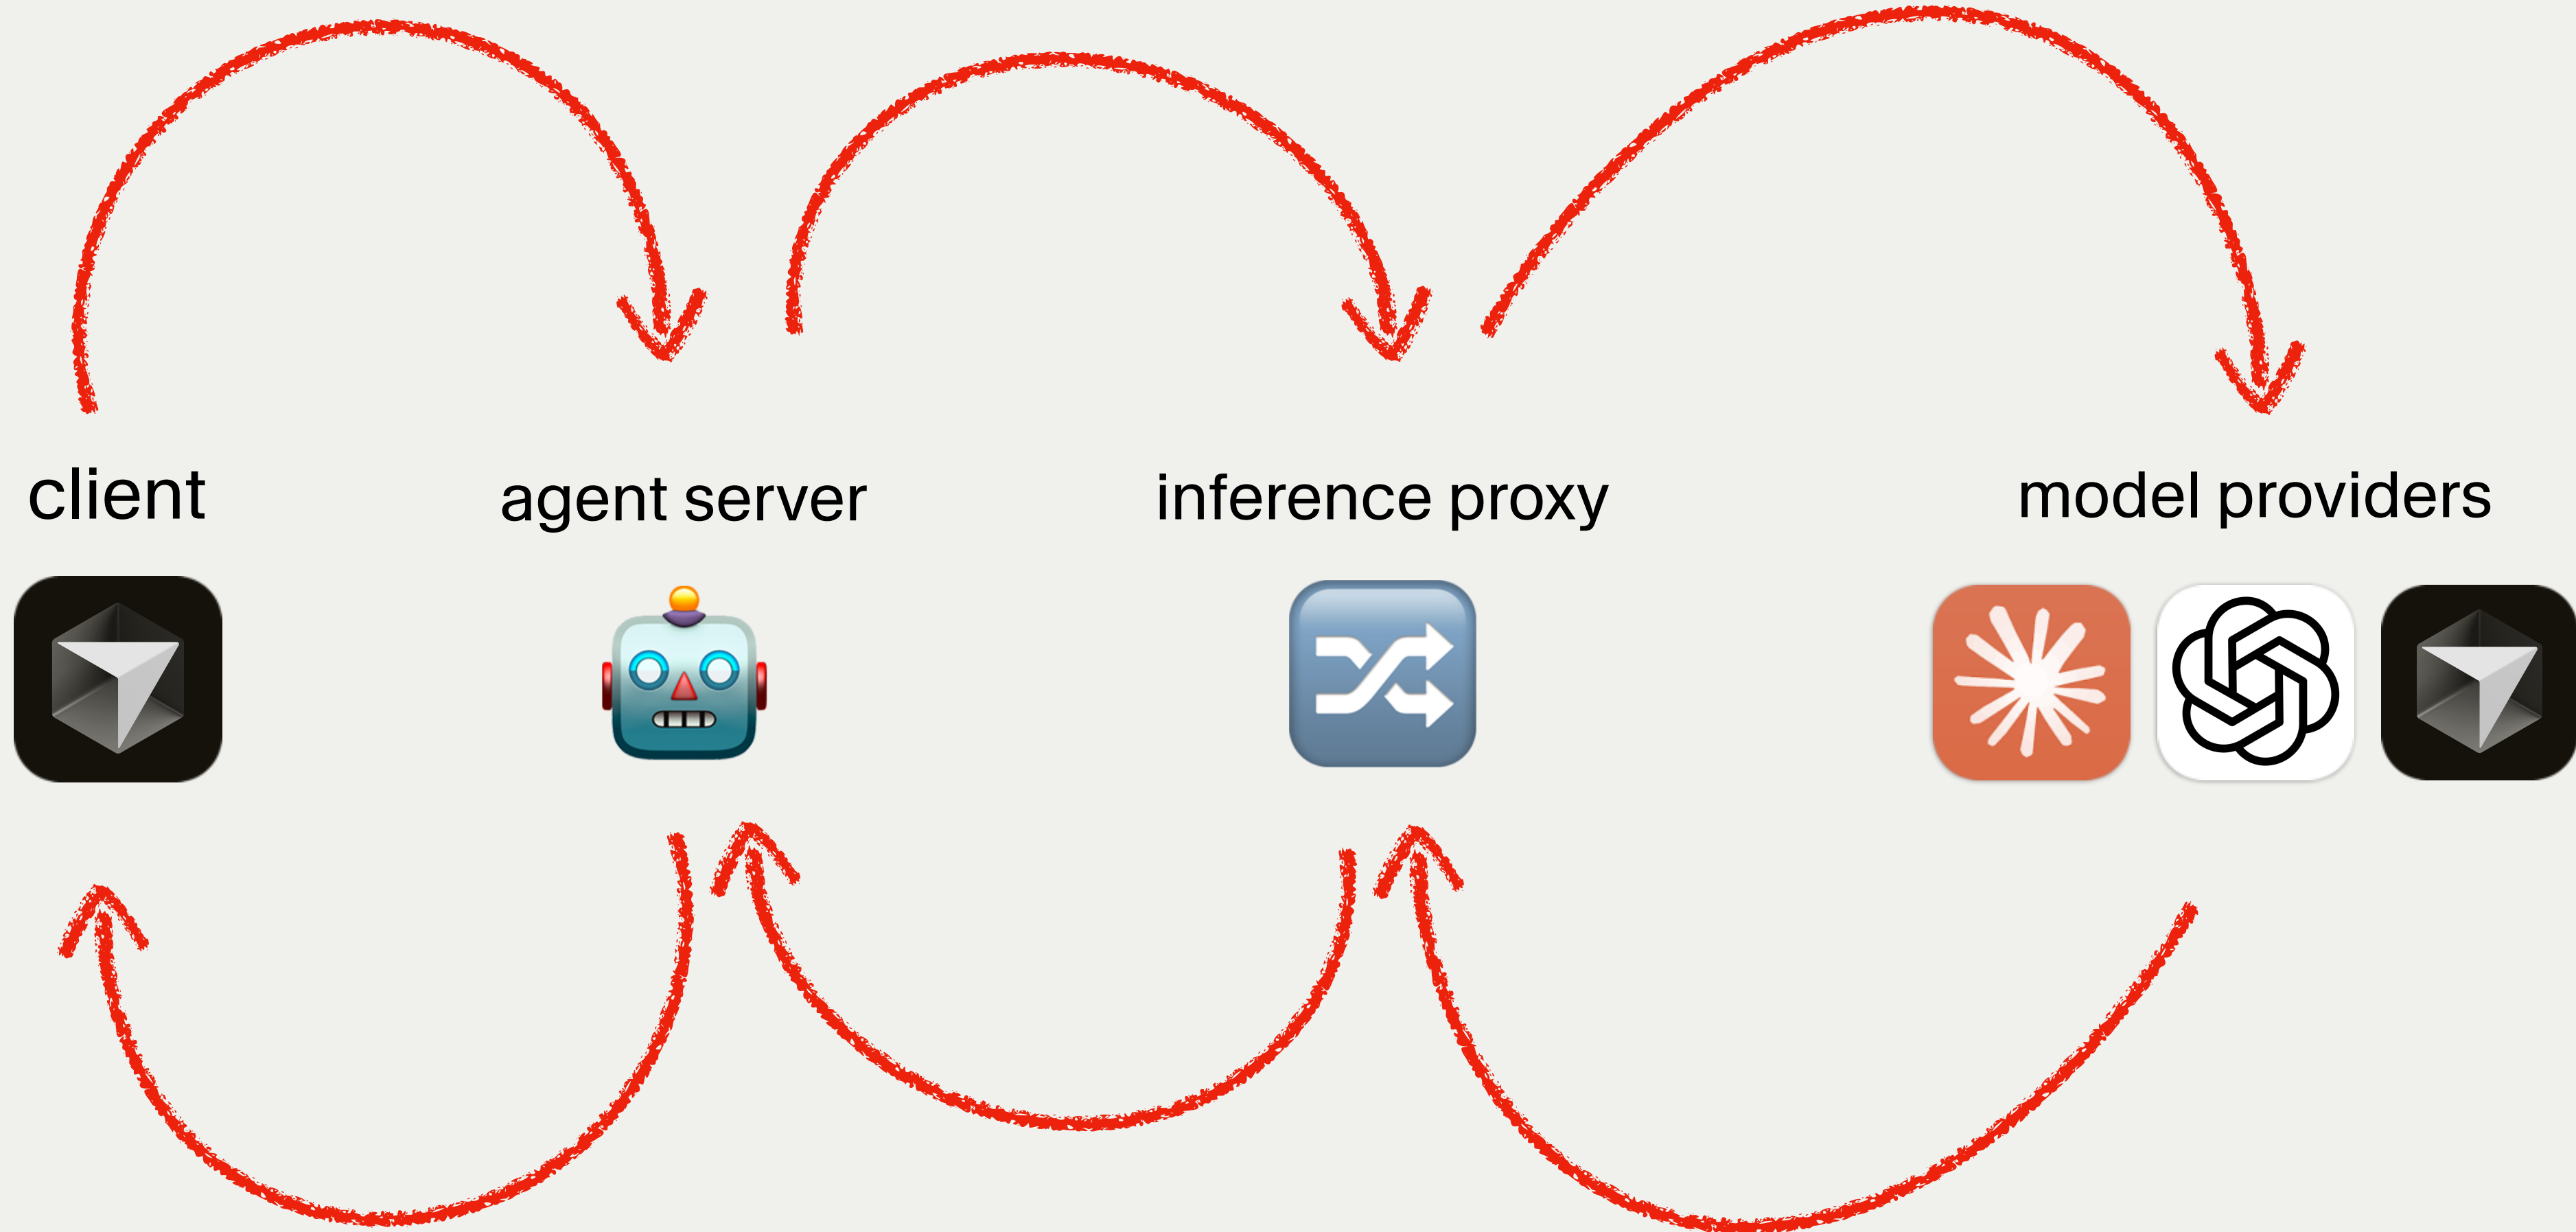 client
agent server
inference proxy
model providers